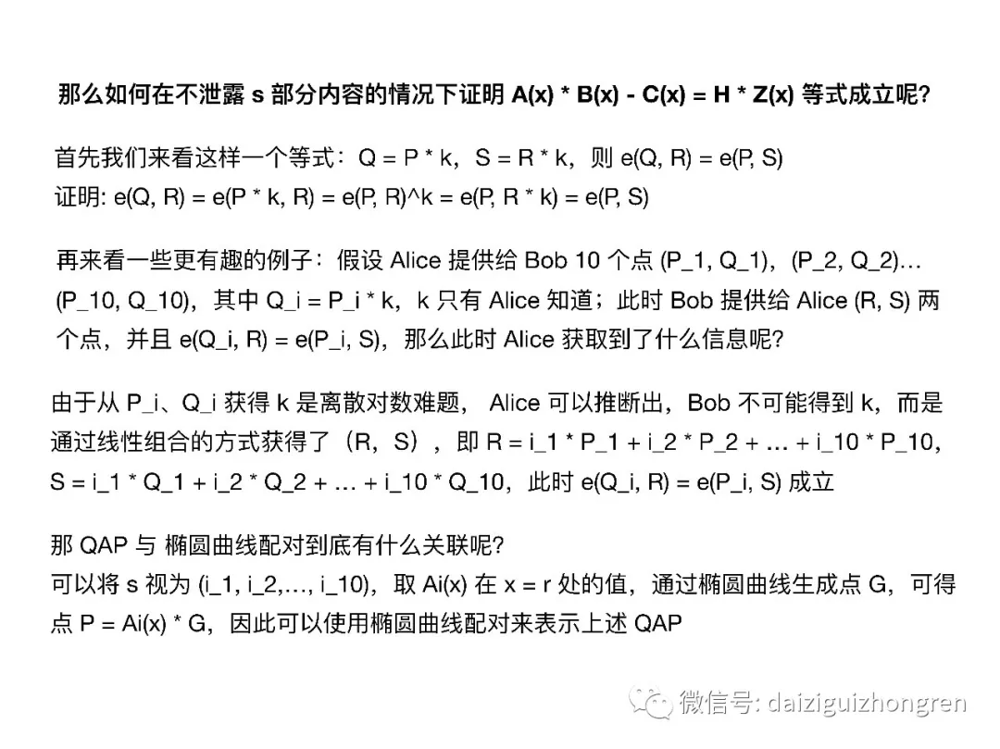 那么如何在不泄露 s 部分内容的情况下证明 A(x) * B(x) - C(x) = H * Z(x) 等式成立呢？
首先我们来看这样一个等式：Q = P * k，S = R * k，则 e(Q, R) = e(P, S)
证明: e(Q, R) = e(P * k, R) = e(P, R)^k = e(P, R * k) = e(P, S)
再来看一些更有趣的例子：假设 Alice 提供给 Bob 10 个点 (P_1, Q_1)，(P_2, Q_2)…
(P_10, Q_10)，其中 Q_i = P_i * k，k 只有 Alice 知道；此时 Bob 提供给 Alice (R, S) 两
个点，并且 e(Q_i, R) = e(P_i, S)，那么此时 Alice 获取到了什么信息呢？
由于从 P_i、Q_i 获得 k 是离散对数难题， Alice 可以推断出，Bob 不可能得到 k，而是
通过线性组合的方式获得了（R，S），即 R = i_1 * P_1 + i_2 * P_2 + … + i_10 * P_10，
S = i_1 * Q_1 + i_2 * Q_2 + … + i_10 * Q_10，此时 e(Q_i, R) = e(P_i, S) 成立
那 QAP 与 椭圆曲线配对到底有什么关联呢？
可以将 s 视为 (i_1, i_2,…, i_10)，取 Ai(x) 在 x = r 处的值，通过椭圆曲线生成点 G，可得
点 P = Ai(x) * G，因此可以使用椭圆曲线配对来表示上述 QAP
微信号: daiziguizhongren